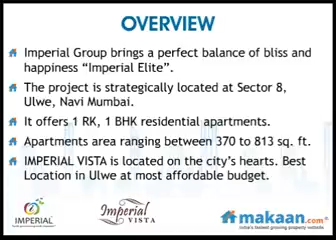 OVERVIEW
Imperial Group brings a perfect balance of bliss and
happiness “Imperial Elite”.
The project is strategically located at Sector 8,
Ulwe, Navi Mumbai.
It offers 1 RK, 1 BHK residential apartments.
Apartments area ranging between 370 to 813 sq. ft.
IMPERIAL VISTA is located on the city’s hearts. Best
Location in Ulwe at most affordable budget.
IMPERIAL
Imperial
VISTA
makaan.com
India's fastest growing property website